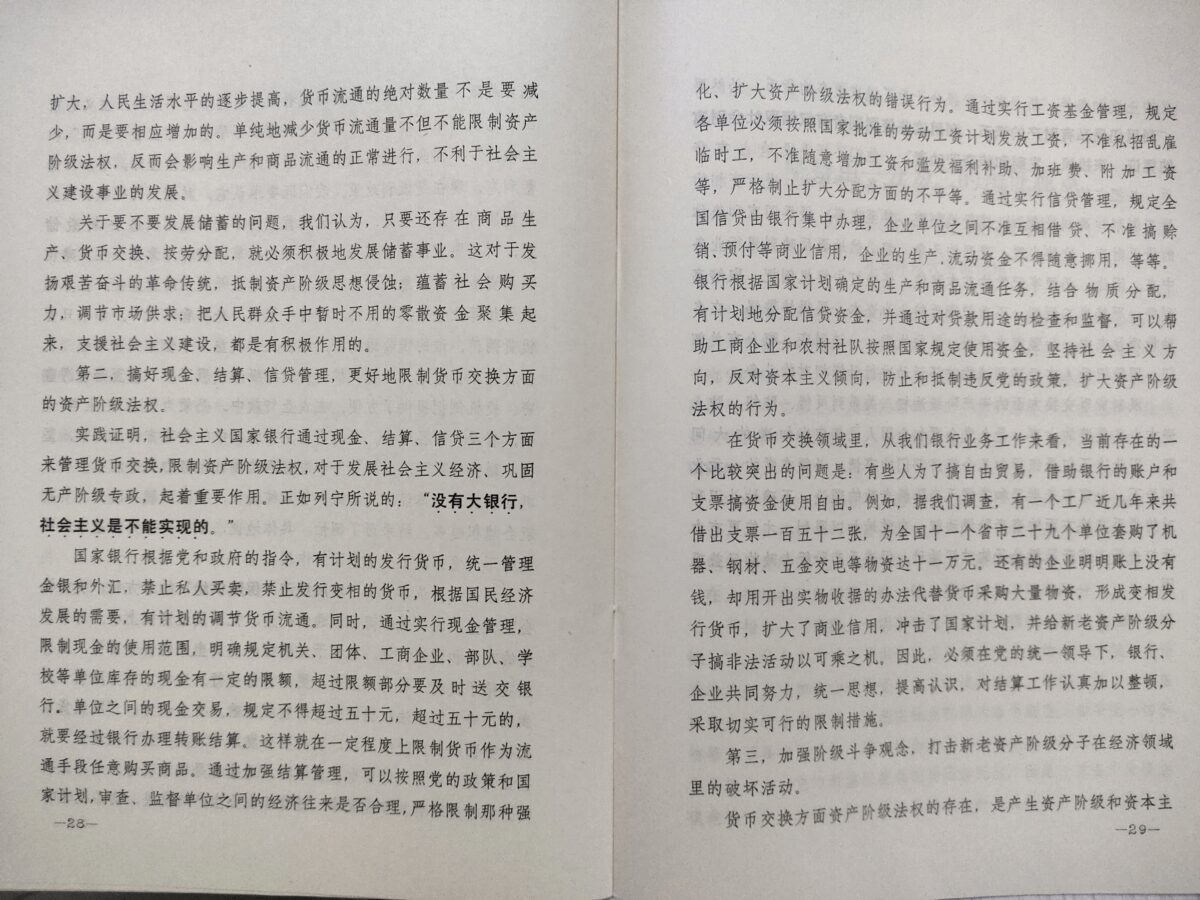 扩大，人民生活水平的逐步提高，货币流通的绝对数量不是要减
少，而是要相应增加的。单纯地减少货币流通量不但不能限制资产
阶级法权，反而会影响生产和商品流通的正常进行，不利于社会主
义建设事业的发展。
关于要不要发展储蓄的问题，我们认为，只要还存在商品生
产、货币交换、按劳分配，就必须积极地发展储蓄事业。这对于发
扬艰苦奋斗的革命传统，抵制资产阶级思想侵蚀；蕴蓄社会购买
力，调节市场供求；把人民群众手中暂时不用的零散资金聚集起
来，支援社会主义建设，都是有积极作用的。
第二，搞好现金、结算、信贷管理，更好地限制货币交换方面
的资产阶级法权。
实践证明，社会主义国家银行通过现金、结算、信贷三个方面
来管理货币交换，限制资产阶级法权，对于发展社会主义经济、巩固
无产阶级专政，起着重要作用。正如列宁所说的：“没有大银行，
社会主义是不能实现的。”
国家银行根据党和政府的指令，有计划的发行货币，统一管理
金银和外汇，禁止私人买卖，禁止发行变相的货币，根据国民经济
发展的需要，有计划的调节货币流通。同时，通过实行现金管理，
限制现金的使用范围，明确规定机关、团体、工商企业、部队、学
校等单位库存的现金有一定的限额，超过限额部分要及时送交银
行。单位之间的现金交易，规定不得超过五十元，超过五十元的，
就要经过银行办理转账结算。这样就在一定程度上限制货币作为流
通手段任意购买商品。通过加强结算管理，可以按照党的政策和国
家计划，审查、监督单位之间的经济往来是否合理，严格限制那种强
—28—
化、扩大资产阶级法权的错误行为。通过实行工资基金管理，规定
各单位必须按照国家批准的劳动工资计划发放工资，不准私招乱雇
临时工，不准随意增加工资和滥发福利补助、加班费、附加工资
等，严格制止扩大分配方面的不平等。通过实行信贷管理，规定全
国信贷由银行集中办理，企业单位之间不准互相借贷、不准搞赊
销、预付等商业信用，企业的生产、流动资金不得随意挪用，等等。
银行根据国家计划确定的生产和商品流通任务，结合物质分配，
有计划地分配信贷资金，并通过对贷款用途的检查和监督，可以帮
助工商企业和农村社队按照国家规定使用资金，坚持社会主义方
向，反对资本主义倾向，防止和抵制违反党的政策，扩大资产阶级
法权的行为。
在货币交换领域里，从我们银行业务工作来看，当前存在的一
个比较突出的问题是：有些人为了搞自由贸易，借助银行的账户和
支票搞资金使用自由。例如，据我们调查，有一个工厂近几年来共
借出支票一百五十二张，为全国十一个省市二十九个单位套购了机
器、钢材、五金交电等物资达十一万元，还有的企业明明账上没有
钱，却用开出实物收据的办法代替货币采购大量物资，形成变相发
行货币，扩大了商业信用，冲击了国家计划，并给新老资产阶级分
子搞非法活动以可乘之机，因此，必须在党的统一领导下，银行、
企业共同努力，统一思想，提高认识，对结算工作认真加以整顿，
采取切实可行的限制措施。
第三，加强阶级斗争观念，打击新老资产阶级分子在经济领域
里的破坏活动。
货币交换方面资产阶级法权的存在，是产生资产阶级和资本主
—29—